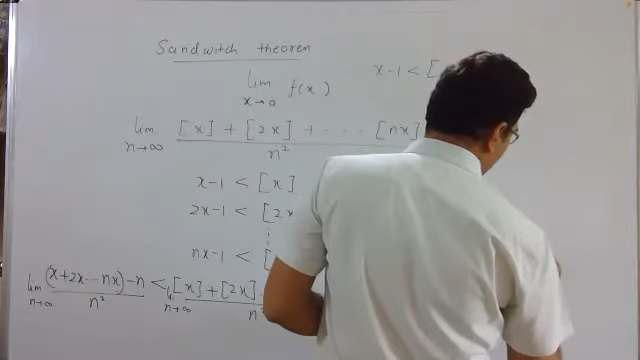 Sandwitch theorem
lim x→a f(x)
x-1 < [
lim n→∞ [x] + [2x] + ... [nx] / n²
x-1 < [x]
2x-1 < [2x
⋮
nx-1 < [
lim n→∞ (x+2x...nx)-n / n² < lim n→∞ [x] + [2x] . / n